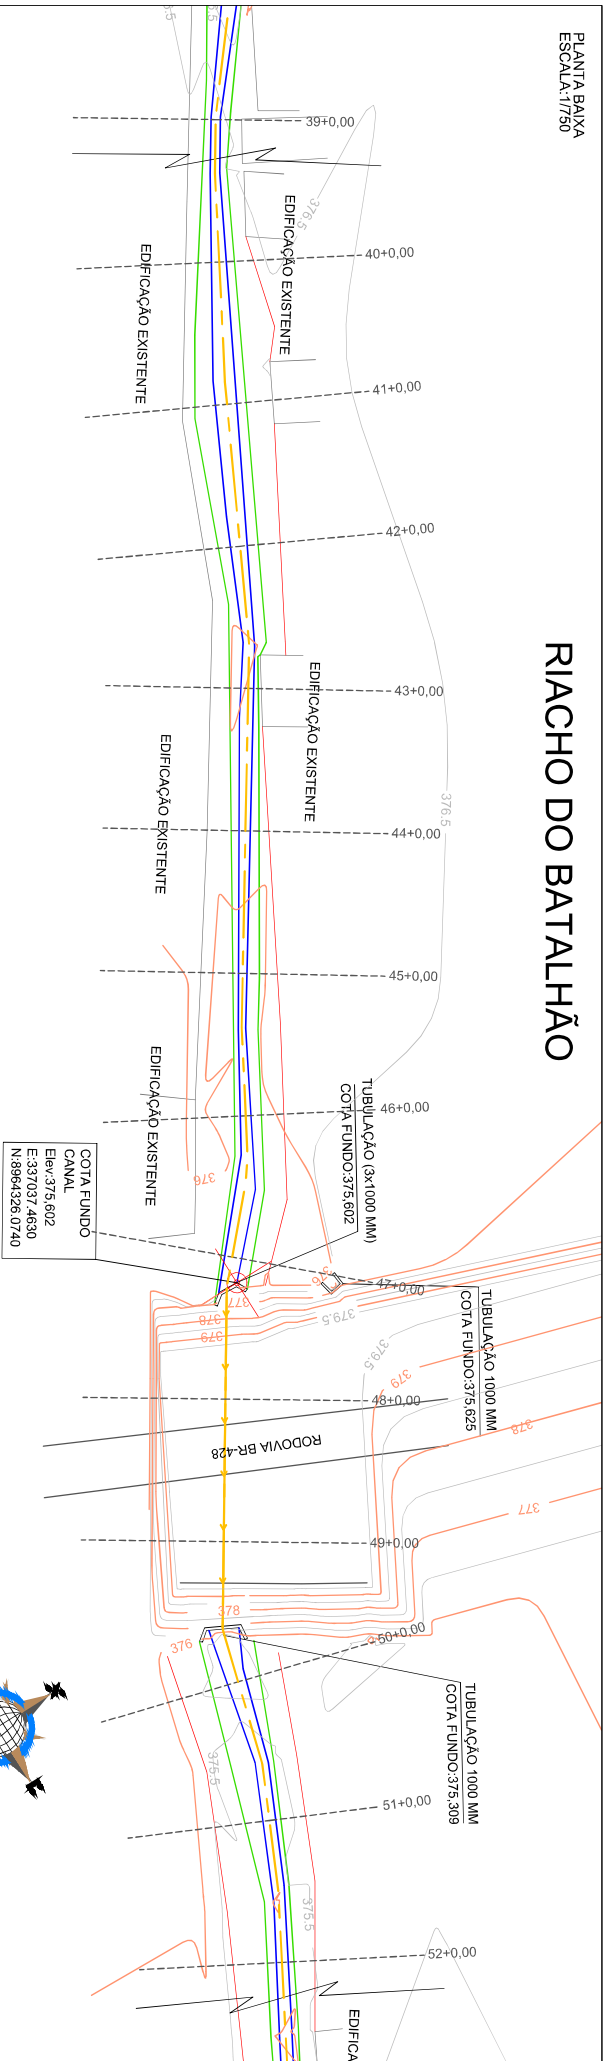 PLANTA BAIXA
ESCALA:1/750
RIACHO DO BATALHÃO
39+0,00
40+0,00
41+0,00
42+0,00
43+0,00
44+0,00
45+0,00
46+0,00
47+0,00
48+0,00
49+0,00
50+0,00
51+0,00
52+0,00
376.5
376.5
EDIFICAÇÃO EXISTENTE
EDIFICAÇÃO EXISTENTE
EDIFICAÇÃO EXISTENTE
EDIFICAÇÃO EXISTENTE
EDIFICAÇÃO EXISTENTE
TUBULAÇÃO (3x1000 MM)
COTA FUNDO:375,602
COTA FUNDO
CANAL
Elev:375,602
E:337037.4630
N:8964326.0740
TUBULAÇÃO 1000 MM
COTA FUNDO:375,625
376
377
378
379
379.5
379.5
379
378
377
RODOVIA BR-428
378
376
TUBULAÇÃO 1000 MM
COTA FUNDO:375,309
375.5
375.5
EDIFICA